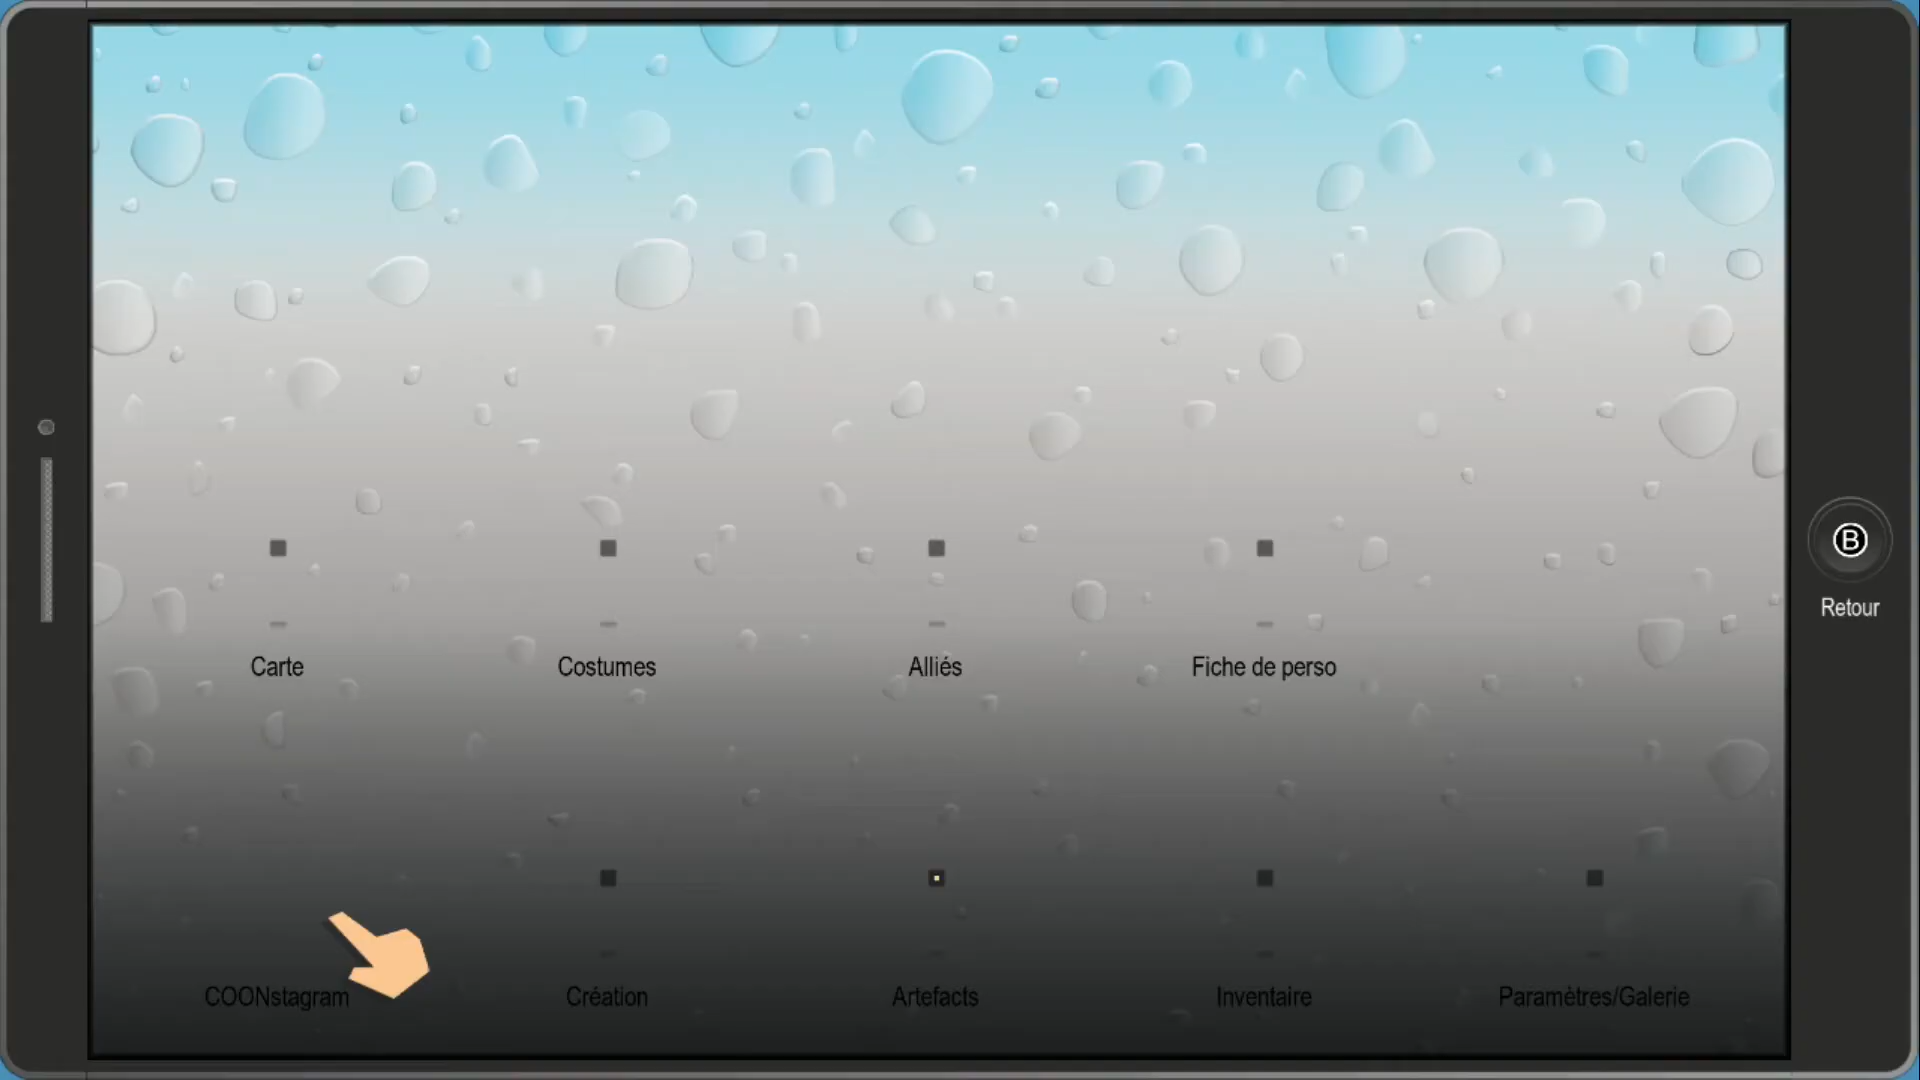 B
Retour
Carte
Costumes
Alliés
Fiche de perso
COONstagram
Création
Artefacts
Inventaire
Paramètres/Galerie